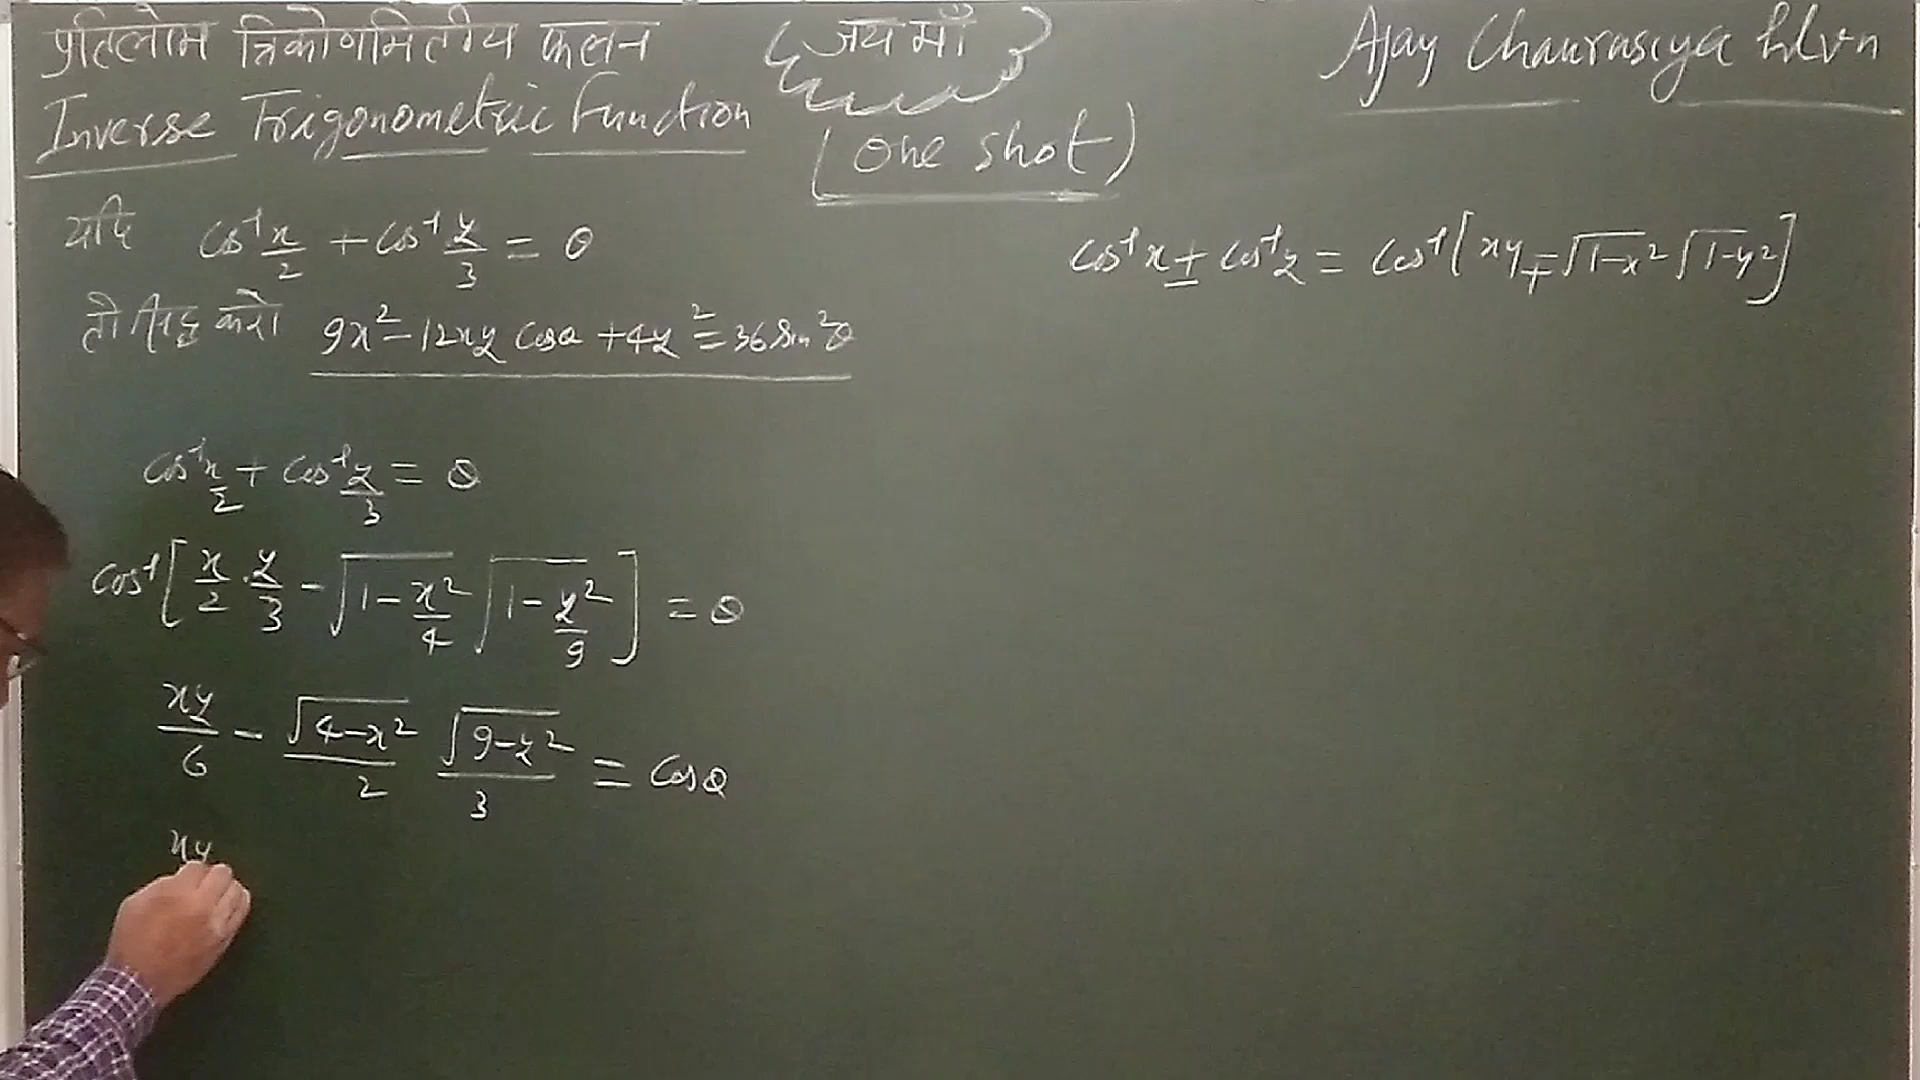 प्रतिलोम त्रिकोणमितीय फलन
{जय माँ}
Ajay Chaurasiya
Inverse Trigonometric Function
(One shot)
यदि cos⁻¹ x/2 + cos⁻¹ y/3 = θ
cos⁻¹x ± cos⁻¹y = cos⁻¹[xy ∓ √1-x² √1-y²]
तो सिद्ध करो 9x² - 12xy cosθ + 4y² = 36 sin²θ
cos⁻¹ x/2 + cos⁻¹ y/3 = θ
cos⁻¹[x/2 · y/3 - √1-x²/4 √1-y²/9] = θ
xy/6 - √4-x²/2 √9-y²/3 = cosθ
xy